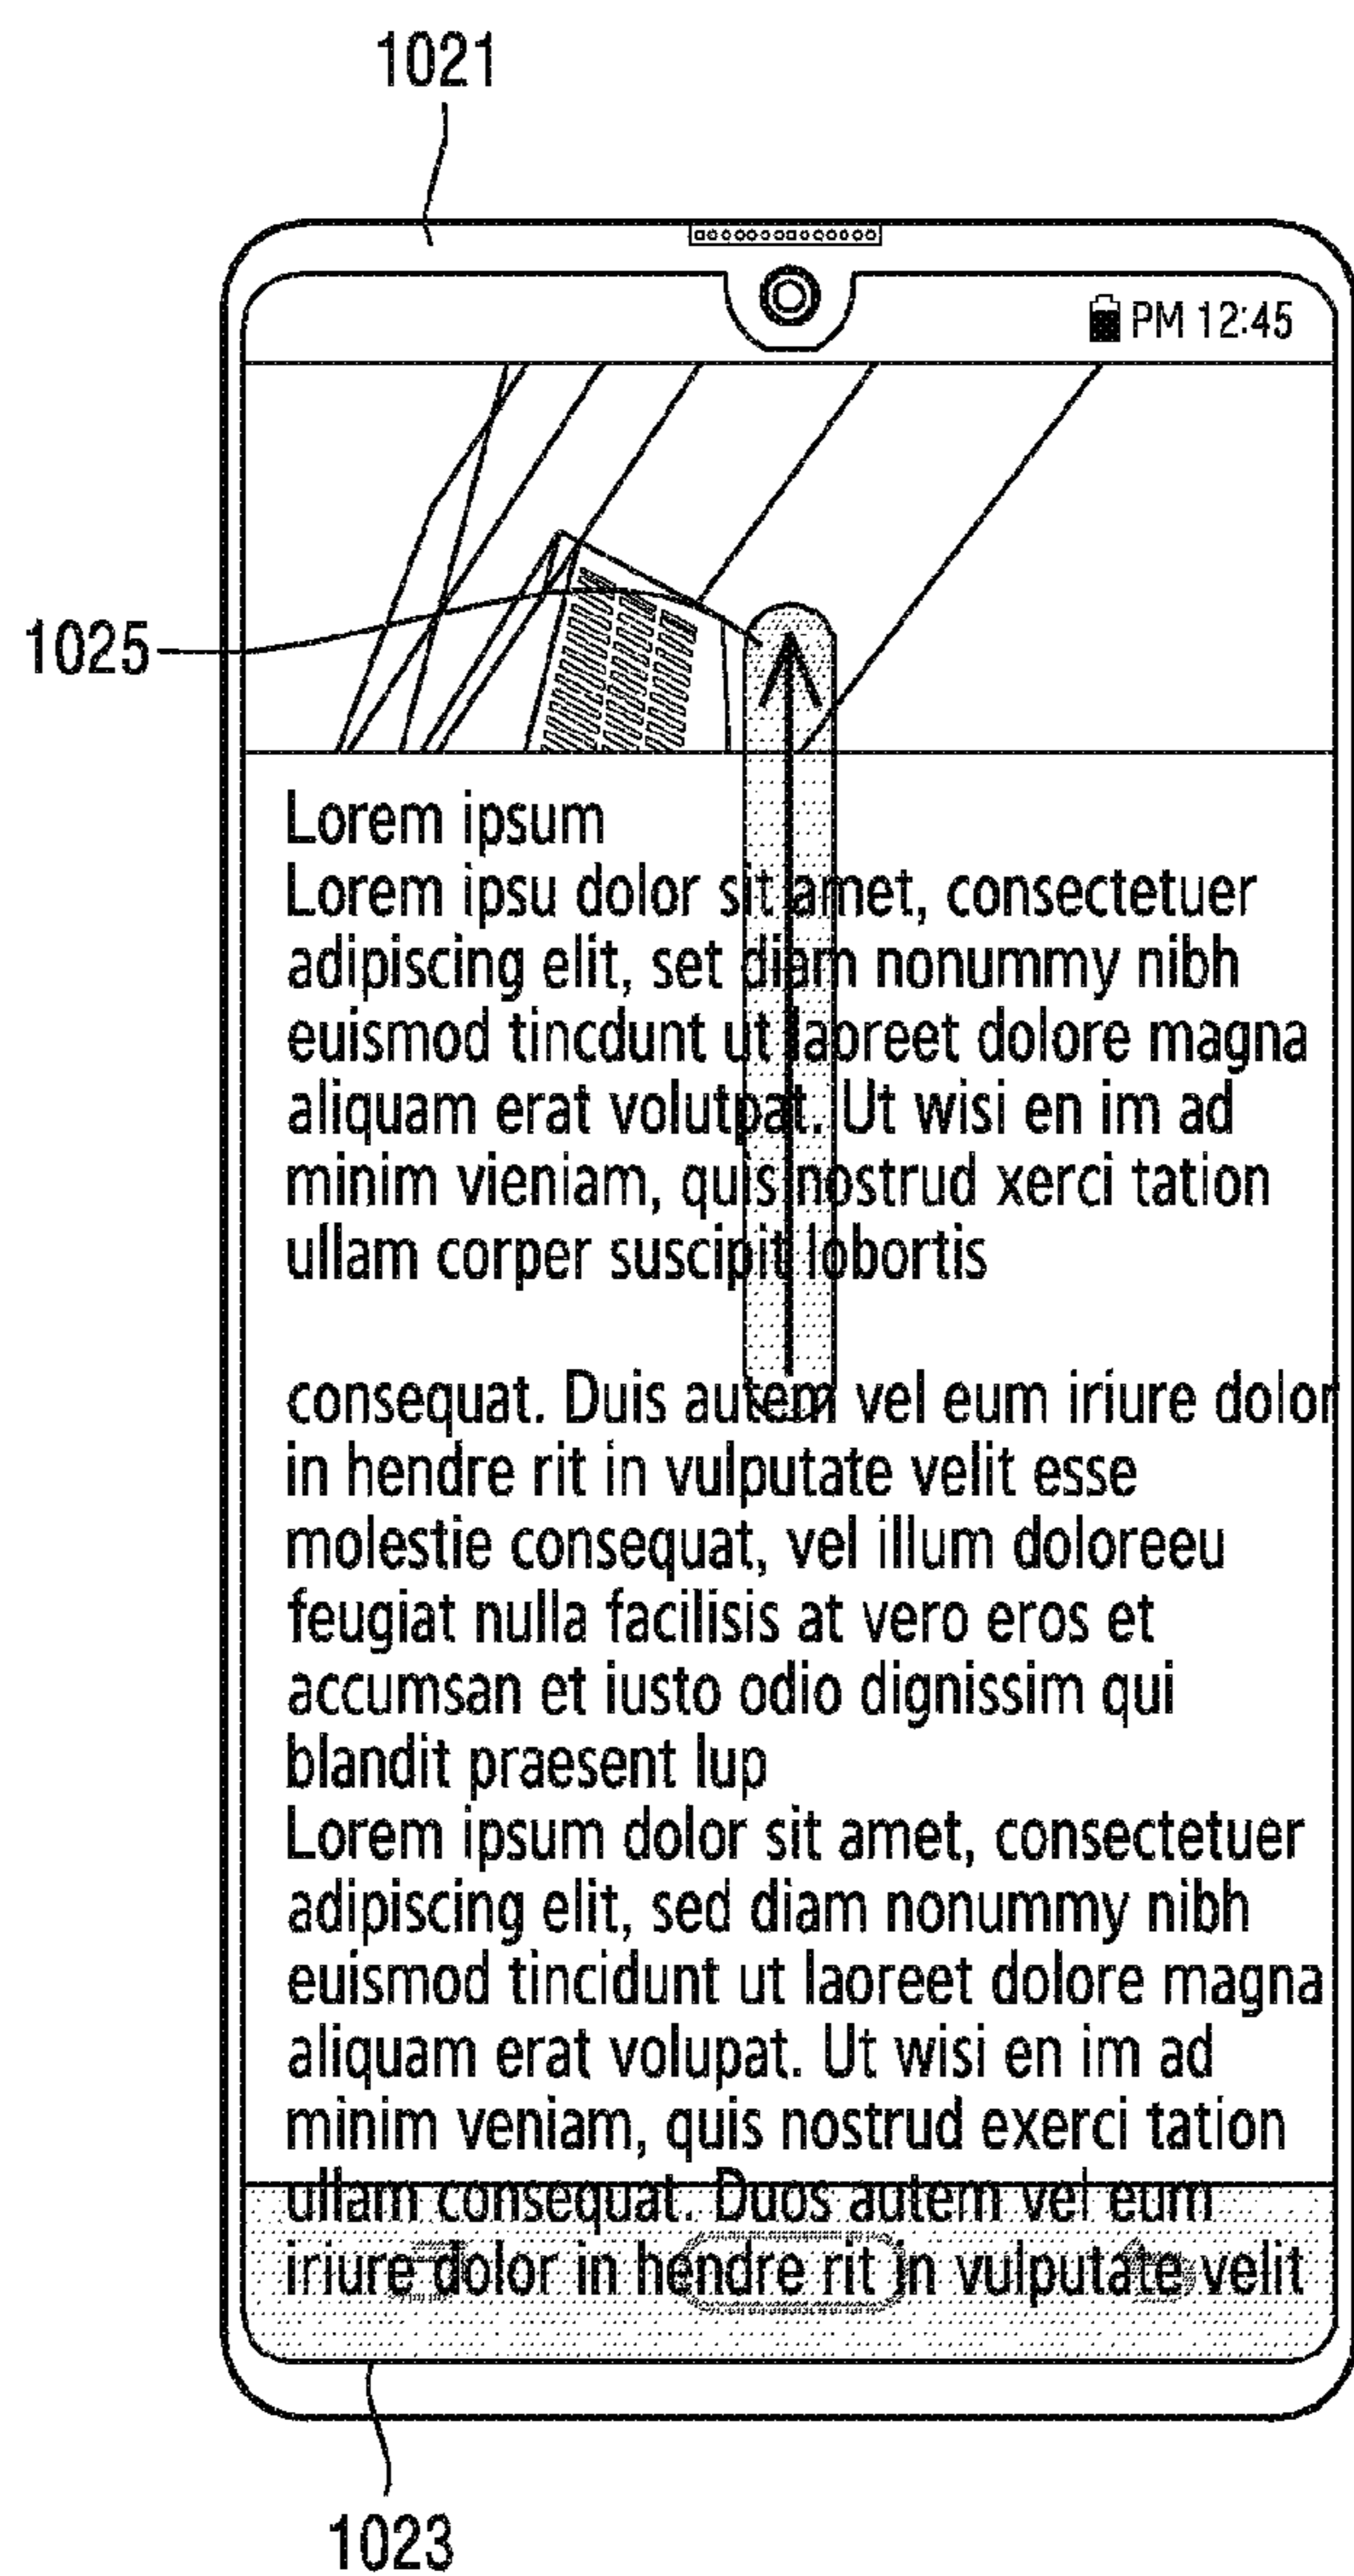 1021
PM 12:45
1025
Lorem ipsum
Lorem ipsu dolor sit amet, consectetuer
adipiscing elit, set diam nonummy nibh
euismod tincdunt ut laoreet dolore magna
aliquam erat volutpat. Ut wisi en im ad
minim vieniam, quis nostrud xerci tation
ullam corper suscipit lobortis
consequat. Duis autem vel eum iriure dolor
in hendre rit in vulputate velit esse
molestie consequat, vel illum doloreeu
feugiat nulla facilisis at vero eros et
accumsan et iusto odio dignissim qui
blandit praesent lup
Lorem ipsum dolor sit amet, consectetuer
adipiscing elit, sed diam nonummy nibh
euismod tincidunt ut laoreet dolore magna
aliquam erat volupat. Ut wisi en im ad
minim veniam, quis nostrud exerci tation
ullam consequat. Duos autem vel eum
iriure dolor in hendre rit in vulputate velit
1023